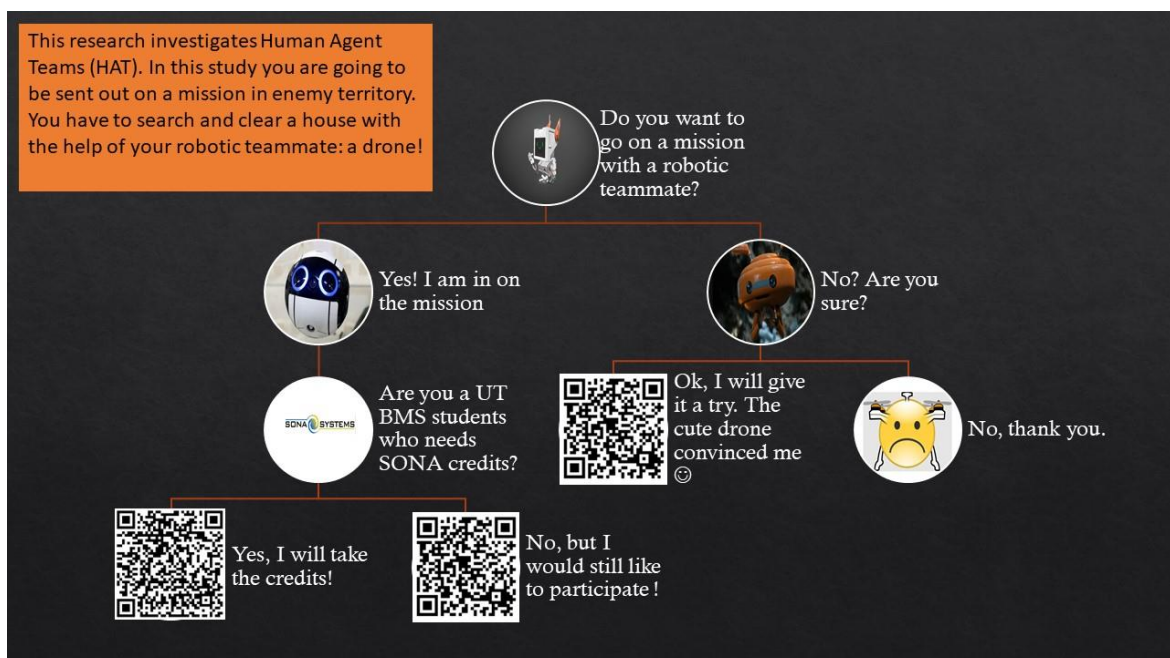 This research investigates Human Agent
Teams (HAT). In this study you are going to
be sent out on a mission in enemy territory.
You have to search and clear a house with
the help of your robotic teammate: a drone!
Do you want to
go on a mission
with a robotic
teammate?
Yes! I am in on
the mission
No? Are you
sure?
Are you a UT
BMS students
who needs
SONA credits?
SONA SYSTEMS
Ok, I will give
it a try. The
cute drone
convinced me
☺
No, thank you.
Yes, I will take
the credits!
No, but I
would still like
to participate !